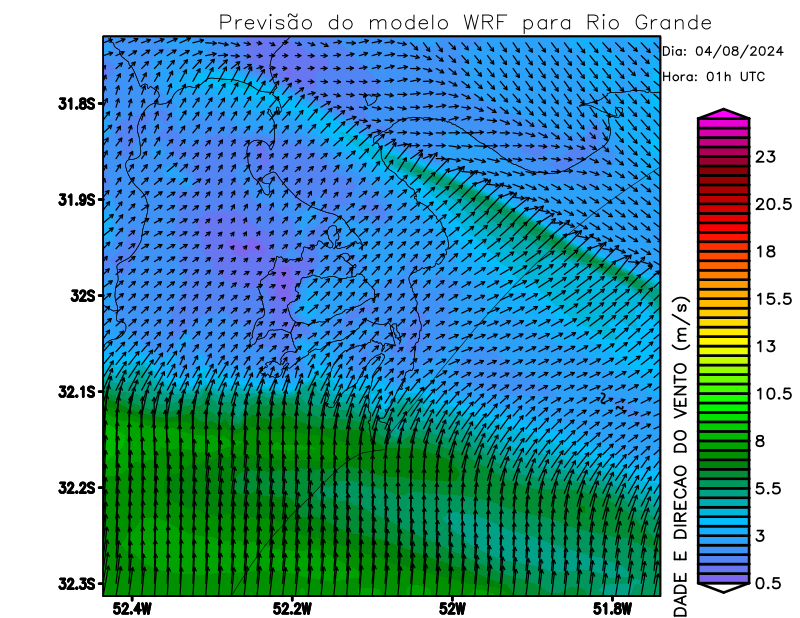 Previsão do modelo WRF para Rio Grande
Dia: 04/08/2024
Hora: 01h UTC
31.8S
31.9S
32S
32.1S
32.2S
32.3S
52.4W
52.2W
52W
51.8W
23
20.5
18
15.5
13
10.5
8
5.5
3
0.5
DADE E DIRECAO DO VENTO (m/s)